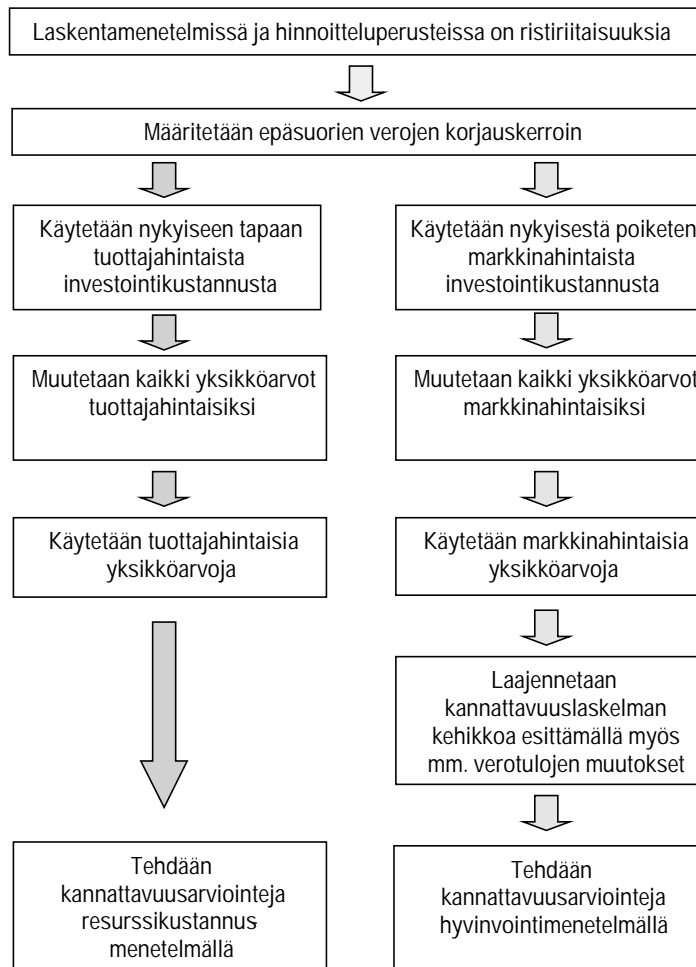 Laskentamenetelmissä ja hinnoitteluperusteissa on ristiriitaisuuksia
Määritetään epäsuorien verojen korjauskerroin
Käytetään nykyiseen tapaan
tuottajahintaista
investointikustannusta
Käytetään nykyisestä poiketen
markkinahintaista
investointikustannusta
Muutetaan kaikki yksikköarvot
tuottajahintaisiksi
Muutetaan kaikki yksikköarvot
markkinahintaisiksi
Käytetään tuottajahintaisia
yksikköarvoja
Käytetään markkinahintaisia
yksikköarvoja
Laajennetaan
kannattavuuslaskelman
kehikkoa esittämällä myös
mm. verotulojen muutokset
Tehdään
kannattavuusarviointeja
resurssikustannus-
menetelmällä
Tehdään
kannattavuusarviointeja
hyvinvointimenetelmällä